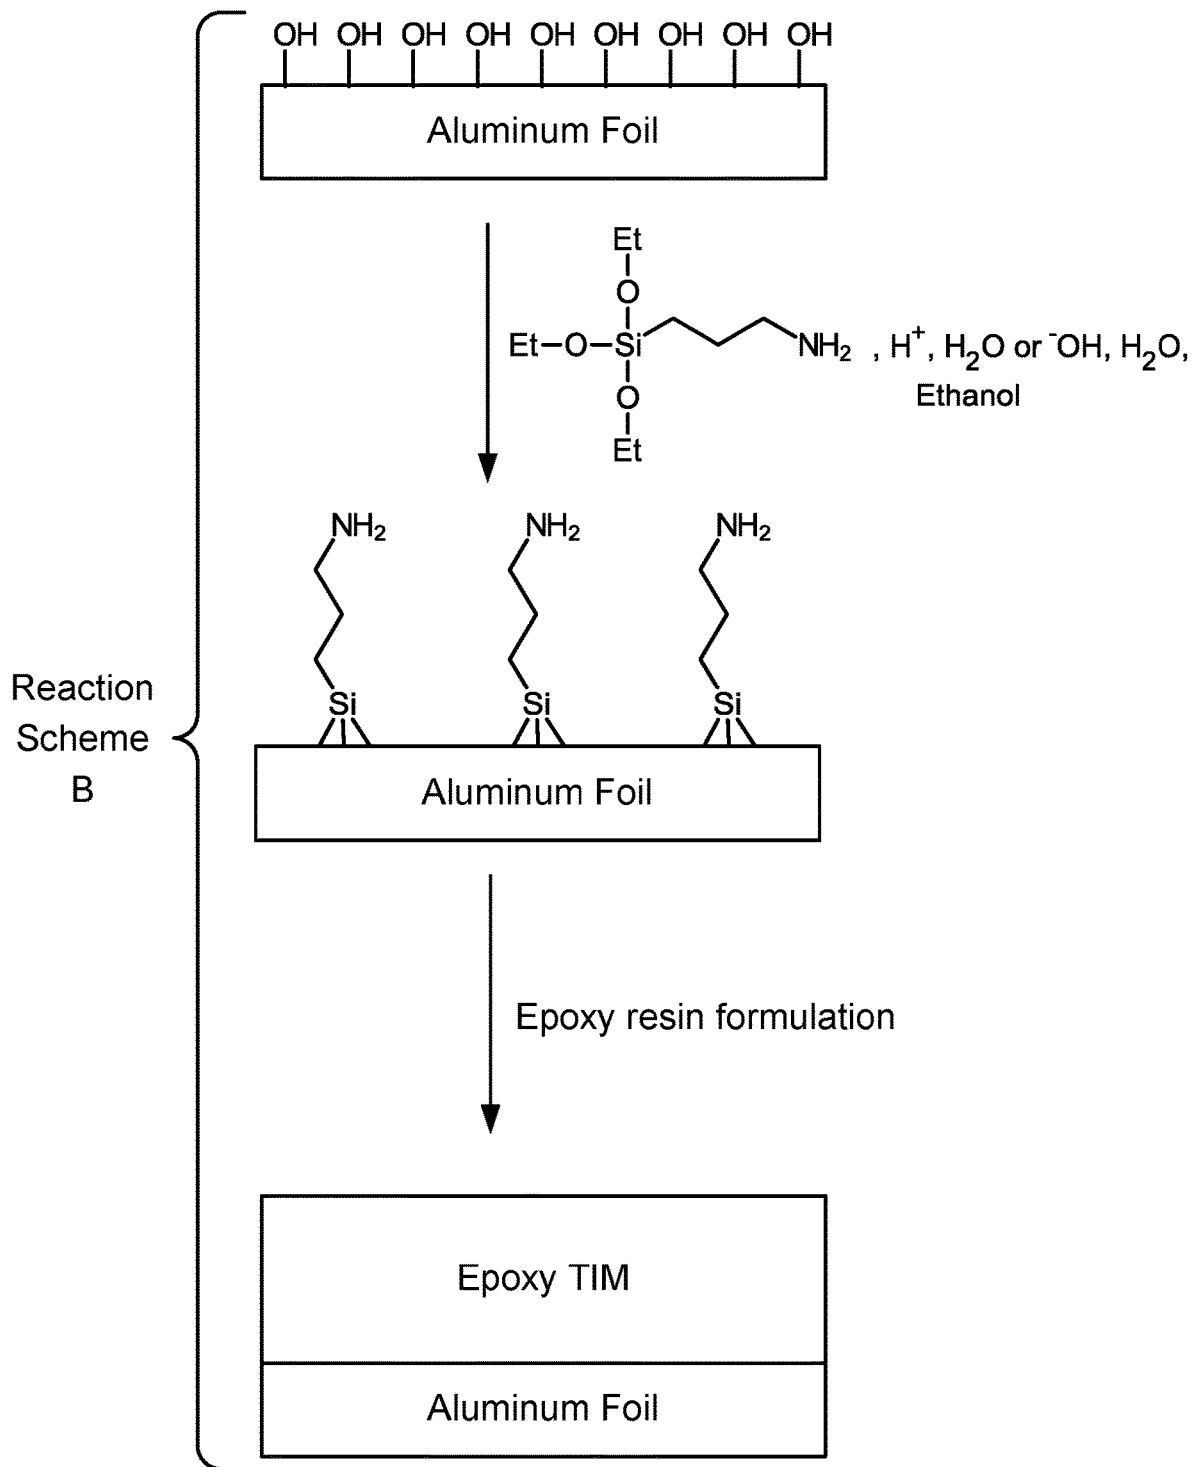 OH OH OH OH OH OH OH OH OH
Aluminum Foil
Et
O
Et–O–Si NH₂ , H⁺, H₂O or ⁻OH, H₂O,
Ethanol
O
Et
NH₂ NH₂ NH₂
Si Si Si
Reaction
Scheme
B
Aluminum Foil
Epoxy resin formulation
Epoxy TIM
Aluminum Foil